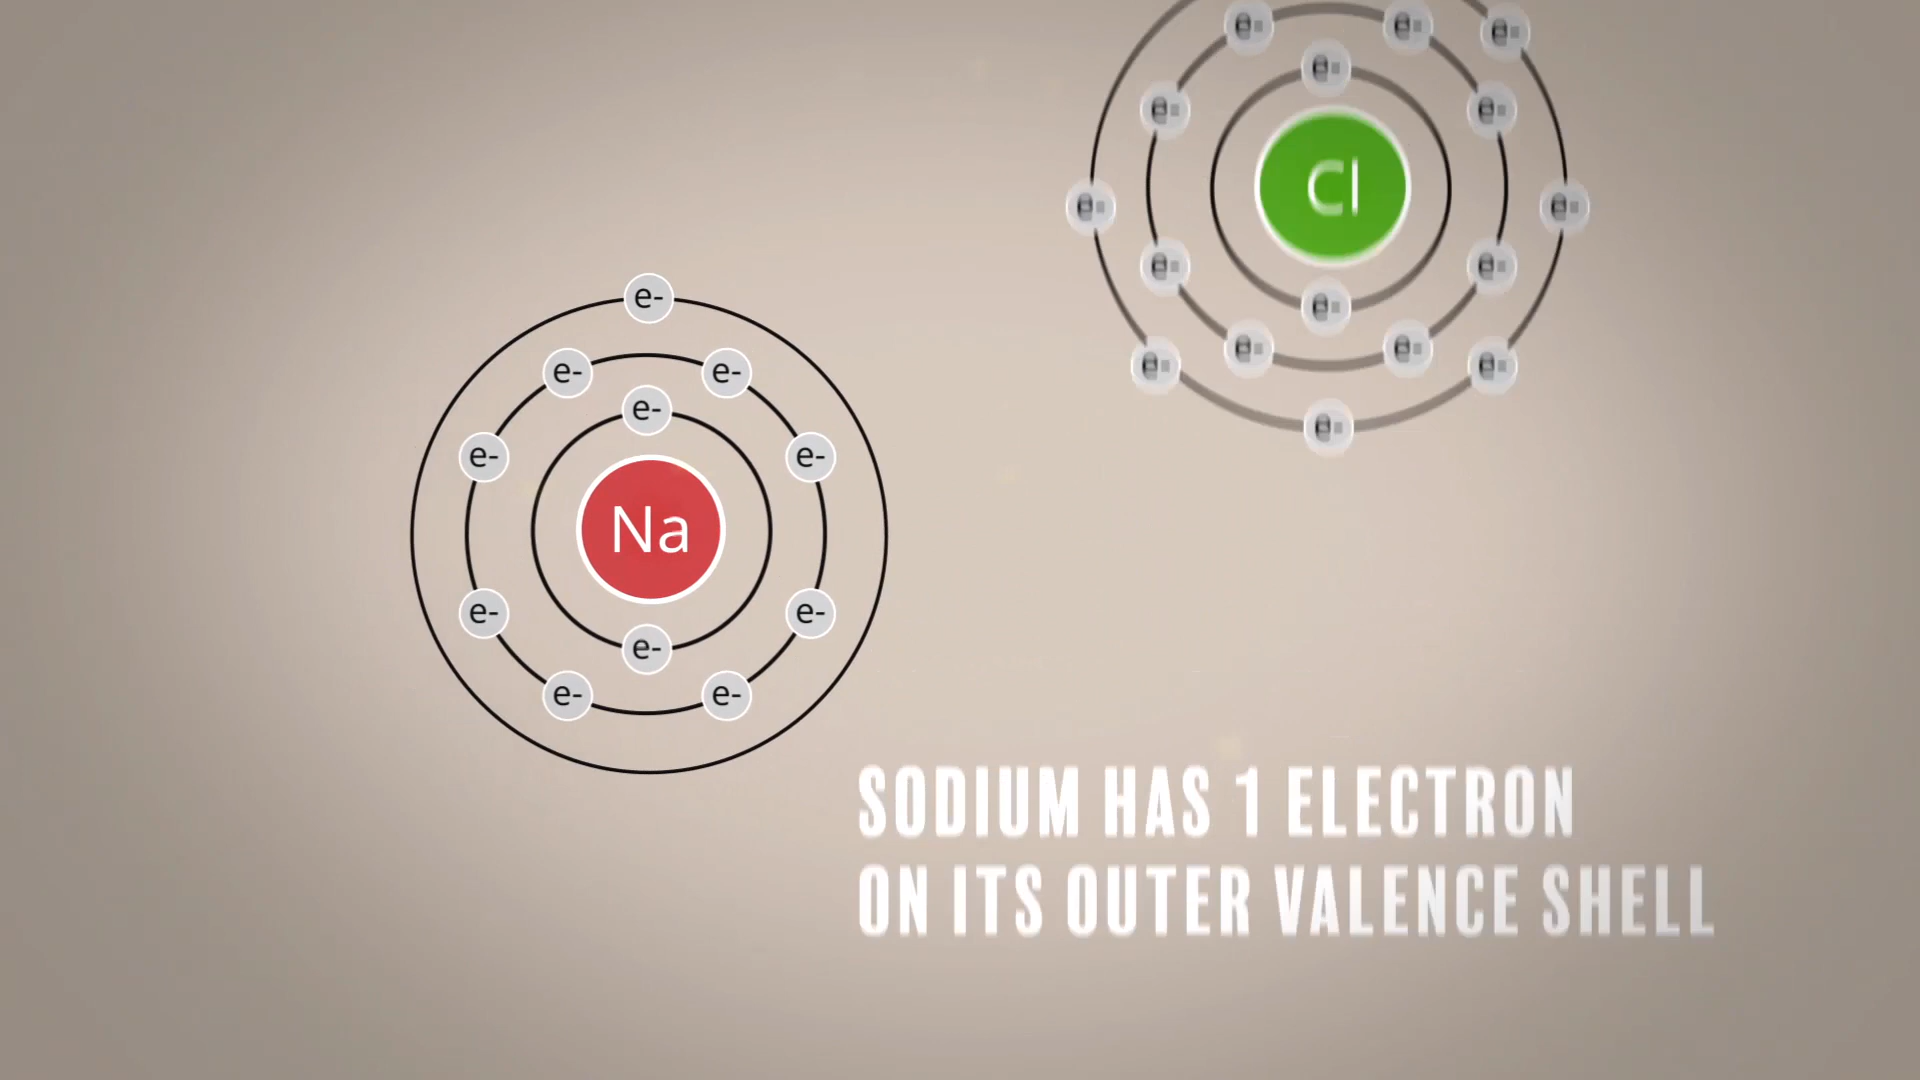 Cl
e-
e- e-
e-
e- e-
Na
e- e-
e-
e- e-
SODIUM HAS 1 ELECTRON
ON ITS OUTER VALENCE SHELL